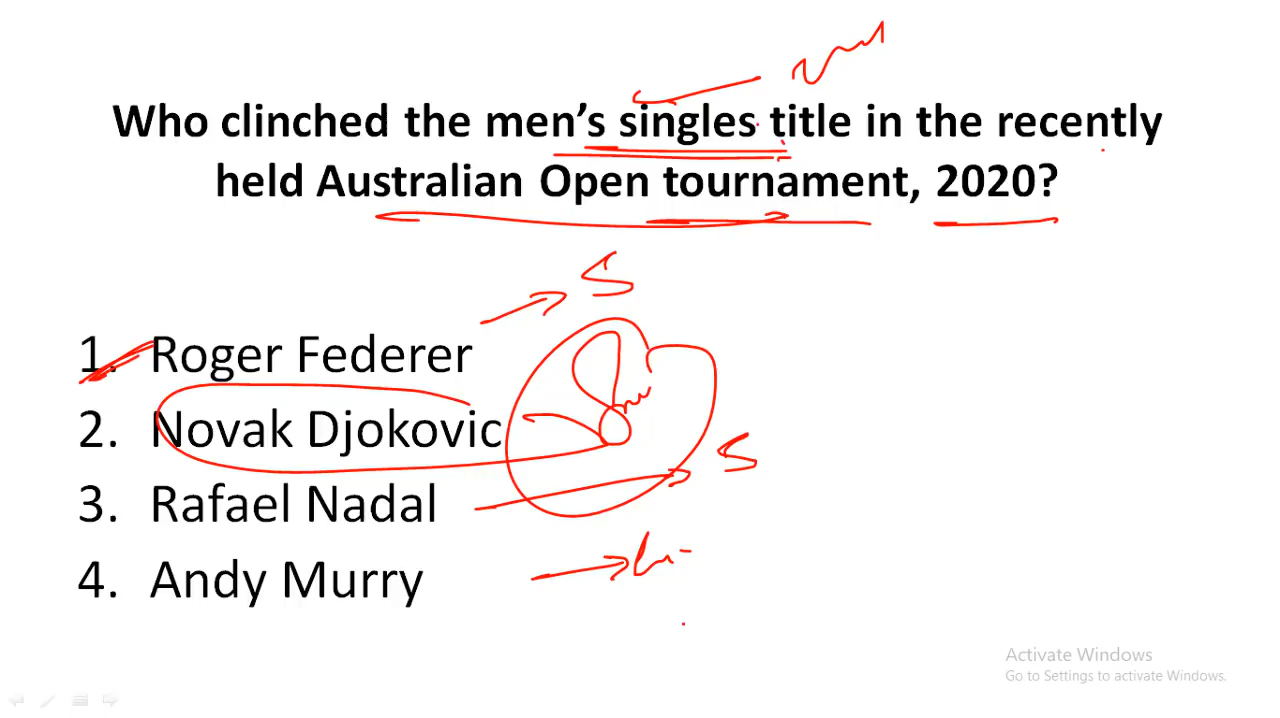 Who clinched the men’s singles title in the recently
held Australian Open tournament, 2020?
S
1. Roger Federer
2. Novak Djokovic
S
3. Rafael Nadal
4. Andy Murry
Activate Windows
Go to Settings to activate Windows.